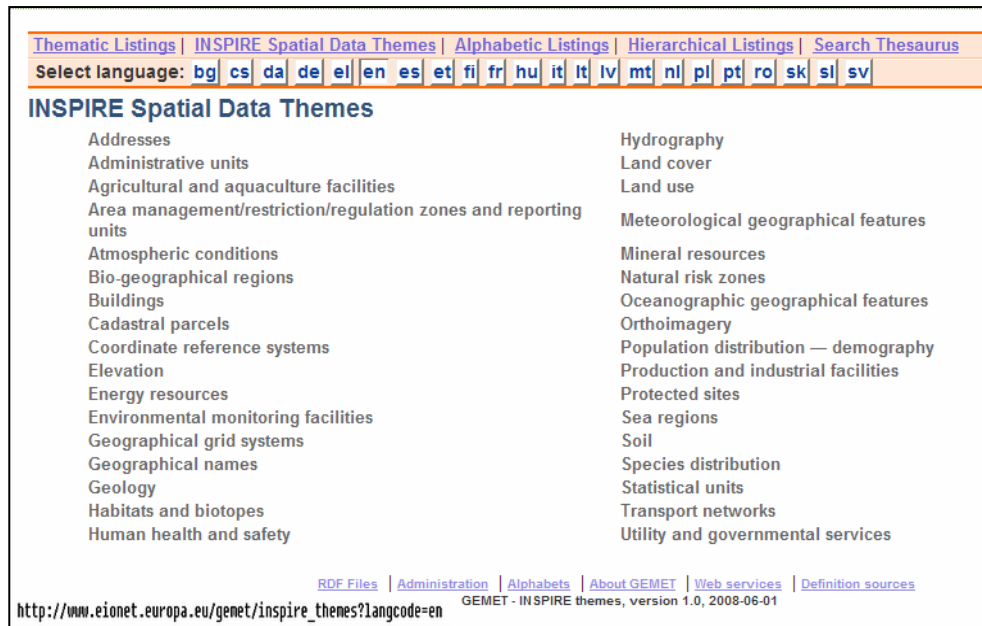 Thematic Listings | INSPIRE Spatial Data Themes | Alphabetic Listings | Hierarchical Listings | Search Thesaurus
Select language: bg cs da de el en es et fi fr hu it lt lv mt nl pl pt ro sk sl sv
INSPIRE Spatial Data Themes
Addresses
Administrative units
Agricultural and aquaculture facilities
Area management/restriction/regulation zones and reporting
units
Atmospheric conditions
Bio-geographical regions
Buildings
Cadastral parcels
Coordinate reference systems
Elevation
Energy resources
Environmental monitoring facilities
Geographical grid systems
Geographical names
Geology
Habitats and biotopes
Human health and safety
Hydrography
Land cover
Land use
Meteorological geographical features
Mineral resources
Natural risk zones
Oceanographic geographical features
Orthoimagery
Population distribution — demography
Production and industrial facilities
Protected sites
Sea regions
Soil
Species distribution
Statistical units
Transport networks
Utility and governmental services
RDF Files | Administration | Alphabets | About GEMET | Web services | Definition sources
GEMET - INSPIRE themes, version 1.0, 2008-06-01
http://www.eionet.europa.eu/gemet/inspire_themes?langcode=en